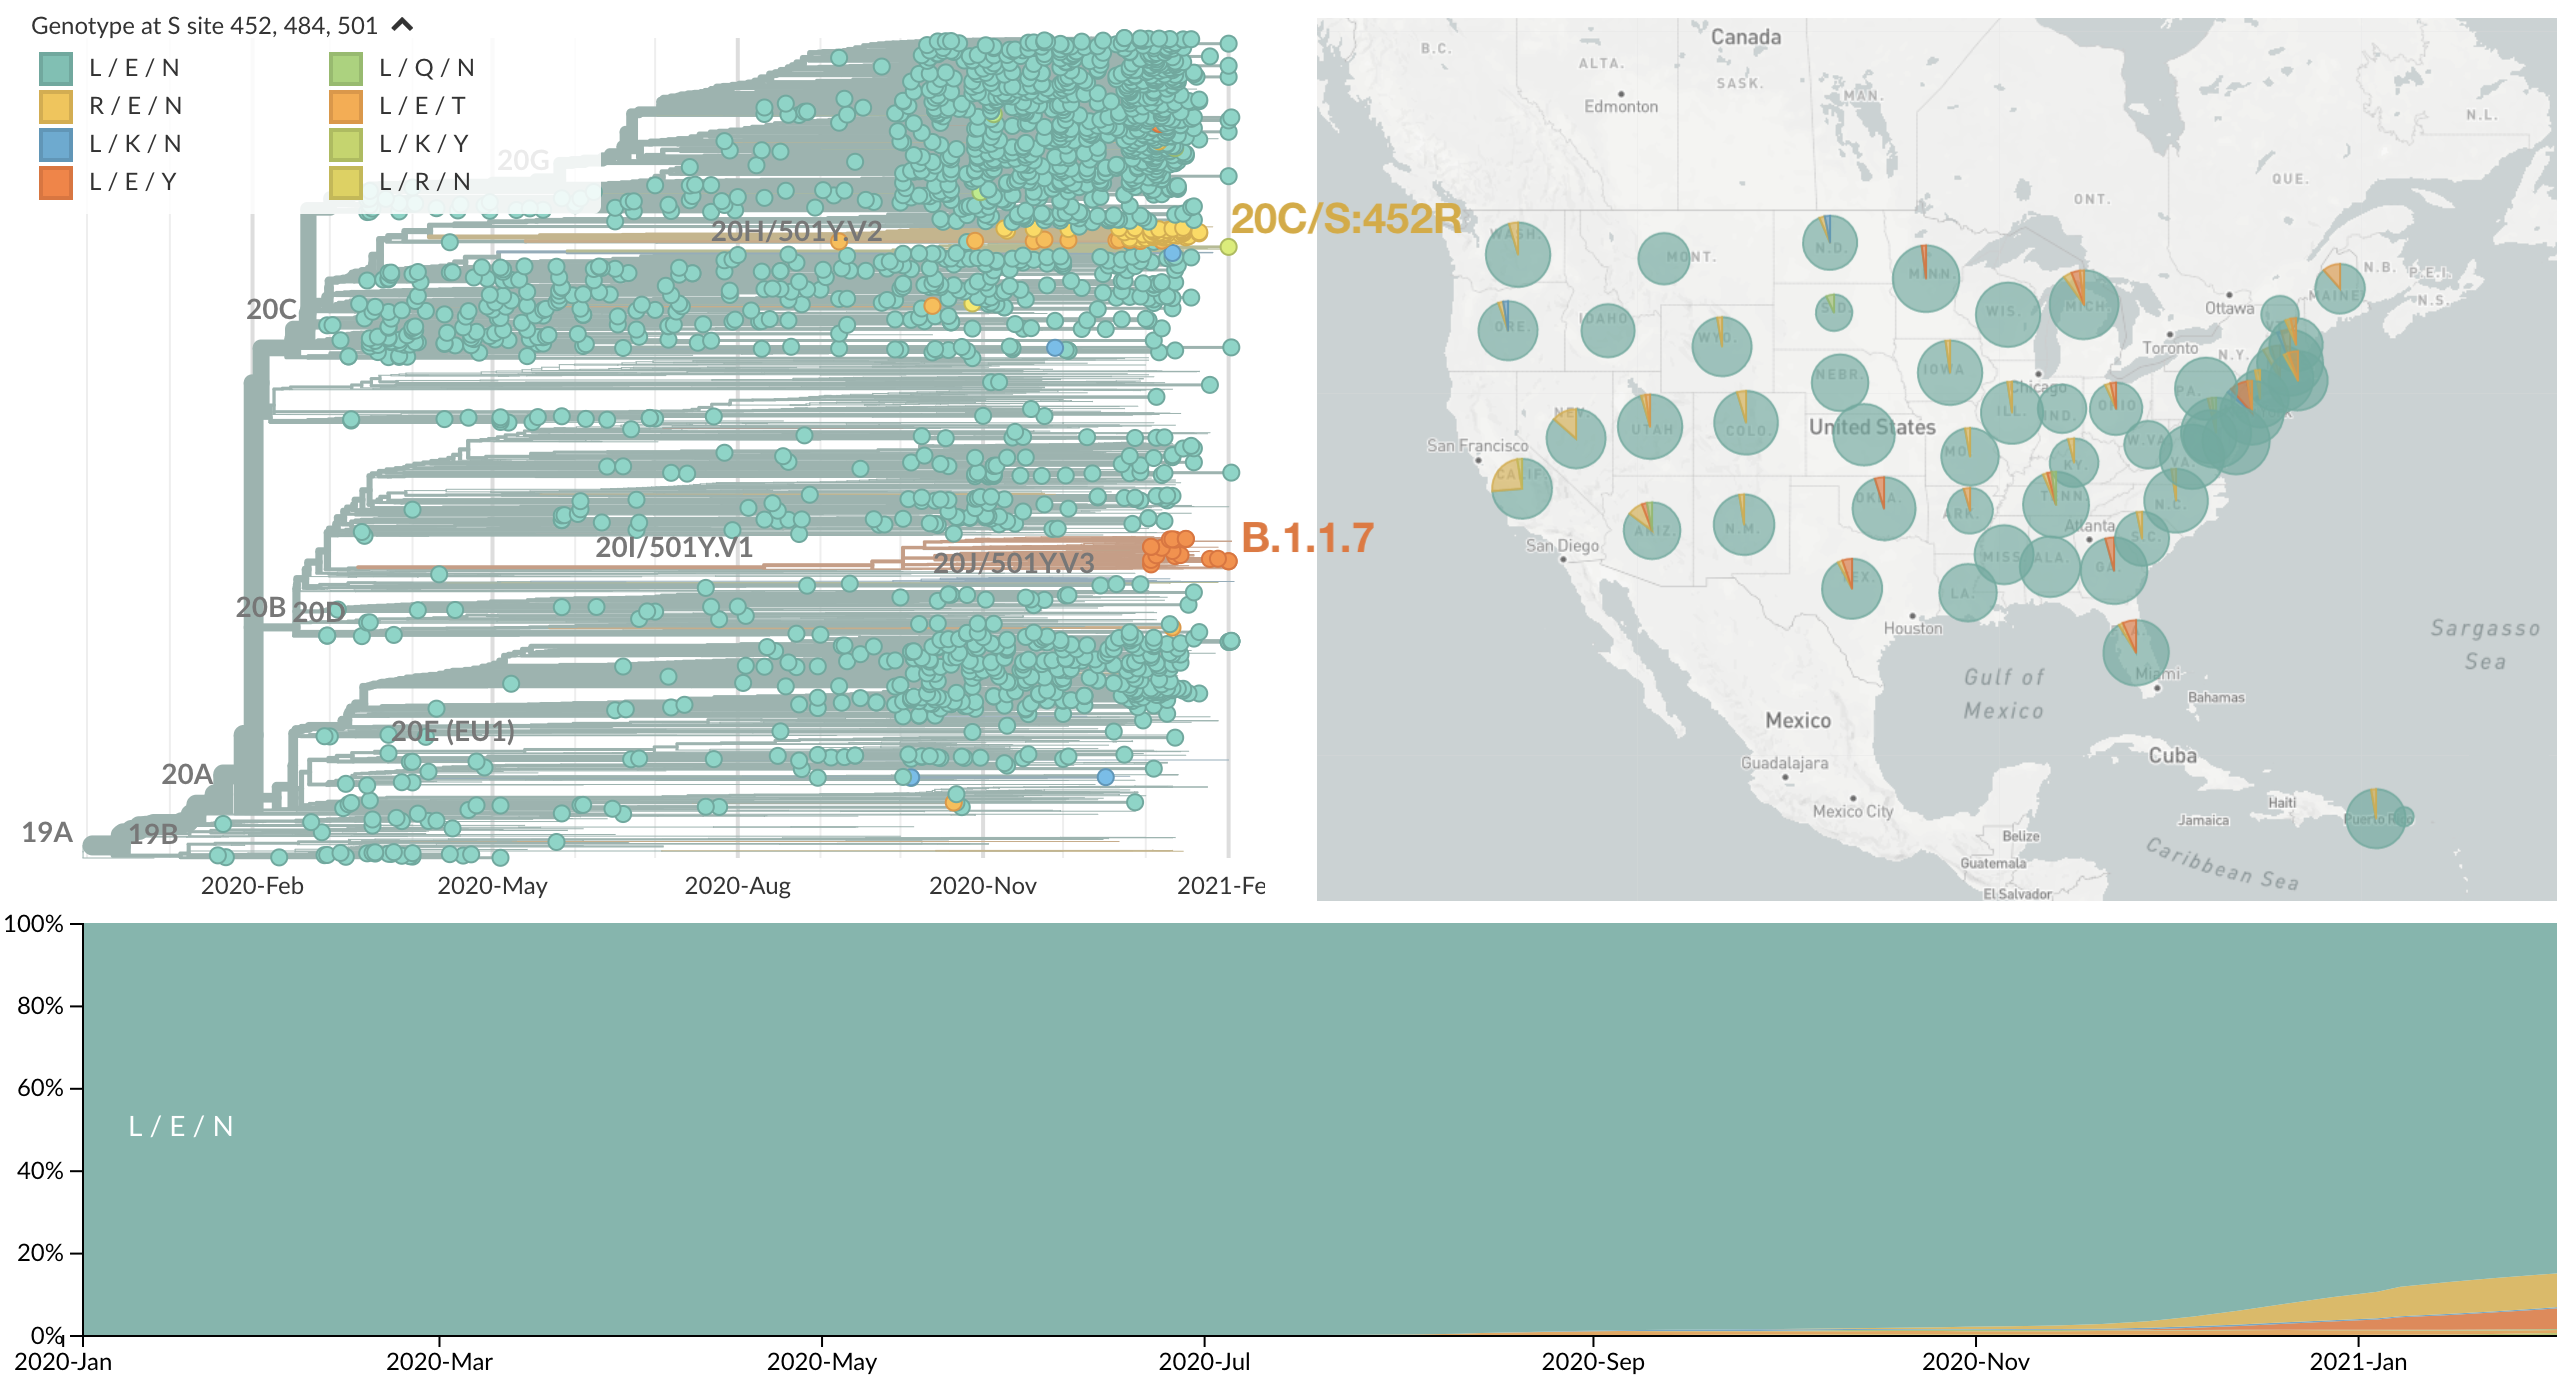 Genotype at S site 452, 484, 501
L / E / N
R / E / N
L / K / N
L / E / Y
L / Q / N
L / E / T
L / K / Y
L / R / N
20G
20H/501Y.V2
20C/S:452R
20C
20I/501Y.V1
B.1.1.7
20J/501Y.V3
20B
20D
20E (EU1)
20A
19A
19B
2020-Feb
2020-May
2020-Aug
2020-Nov
2021-Fe
Canada
B.C.
ALTA.
SASK.
MAN.
Edmonton
N.L.
ONT.
QUE.
WASH.
MONT.
N.D.
MINN.
N.B.
P.E.I.
N.S.
MAINE
Ottawa
ORE.
IDAHO
S.D.
WIS.
MICH.
WYO.
Toronto
N.Y.
IOWA
NEBR.
Chicago
PA.
NEV.
UTAH
COLO.
United States
ILL.
IND.
OHIO
San Francisco
W.VA.
MO.
KY.
VA.
CALIF.
OKLA.
TENN.
N.C.
ARIZ.
N.M.
ARK.
Atlanta
S.C.
San Diego
MISS.
ALA.
GA.
TEX.
LA.
Houston
Sargasso
Sea
Gulf of
Mexico
Miami
Bahamas
Mexico
Cuba
Guadalajara
Haiti
Mexico City
Jamaica
Puerto Rico
Belize
Guatemala
Caribbean Sea
El Salvador
100%
80%
60%
40%
20%
0%
L / E / N
2020-Jan
2020-Mar
2020-May
2020-Jul
2020-Sep
2020-Nov
2021-Jan